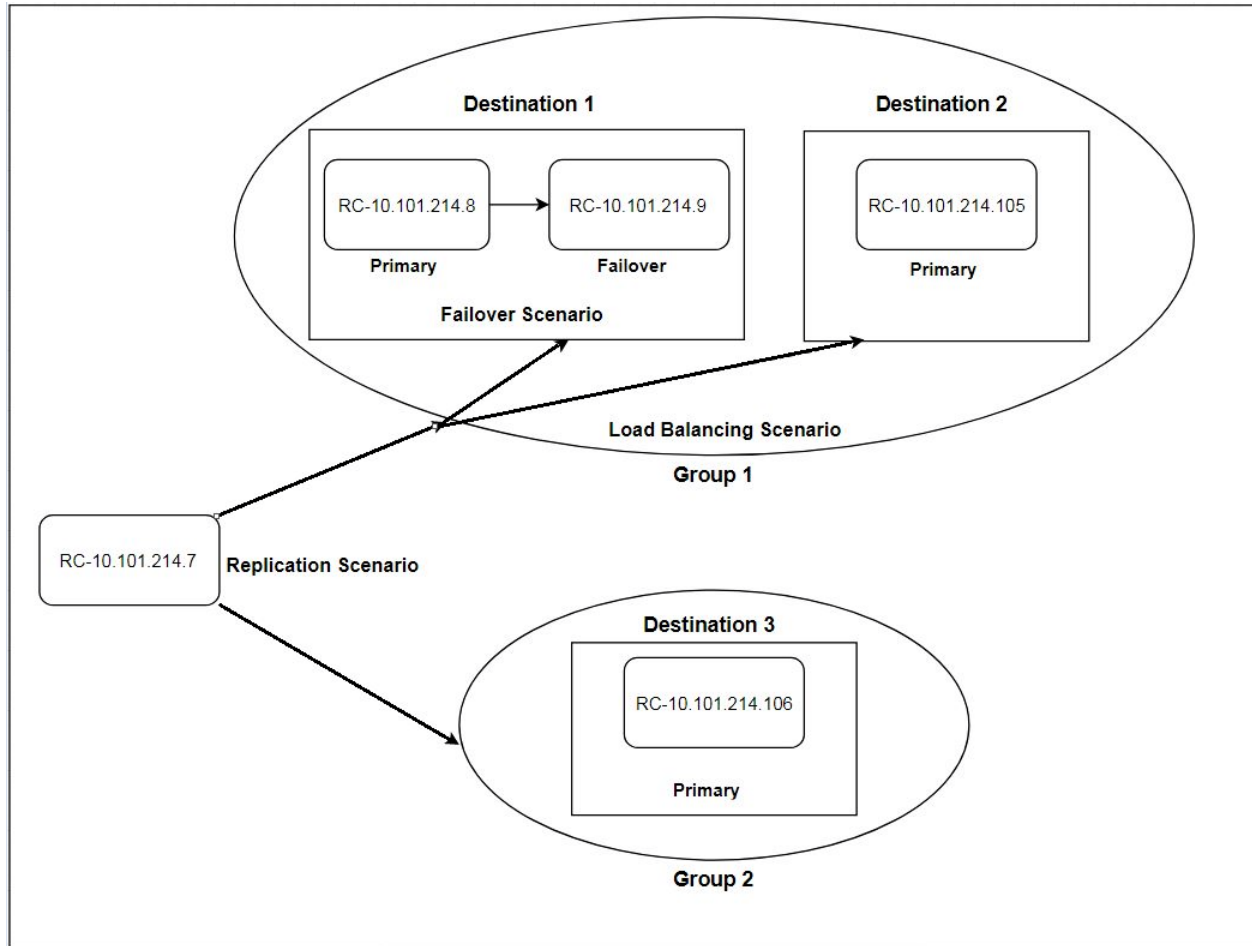 Destination 1
Destination 2
RC-10.101.214.8
RC-10.101.214.9
RC-10.101.214.105
Primary
Failover
Primary
Failover Scenario
Load Balancing Scenario
Group 1
RC-10.101.214.7
Replication Scenario
Destination 3
RC-10.101.214.106
Primary
Group 2